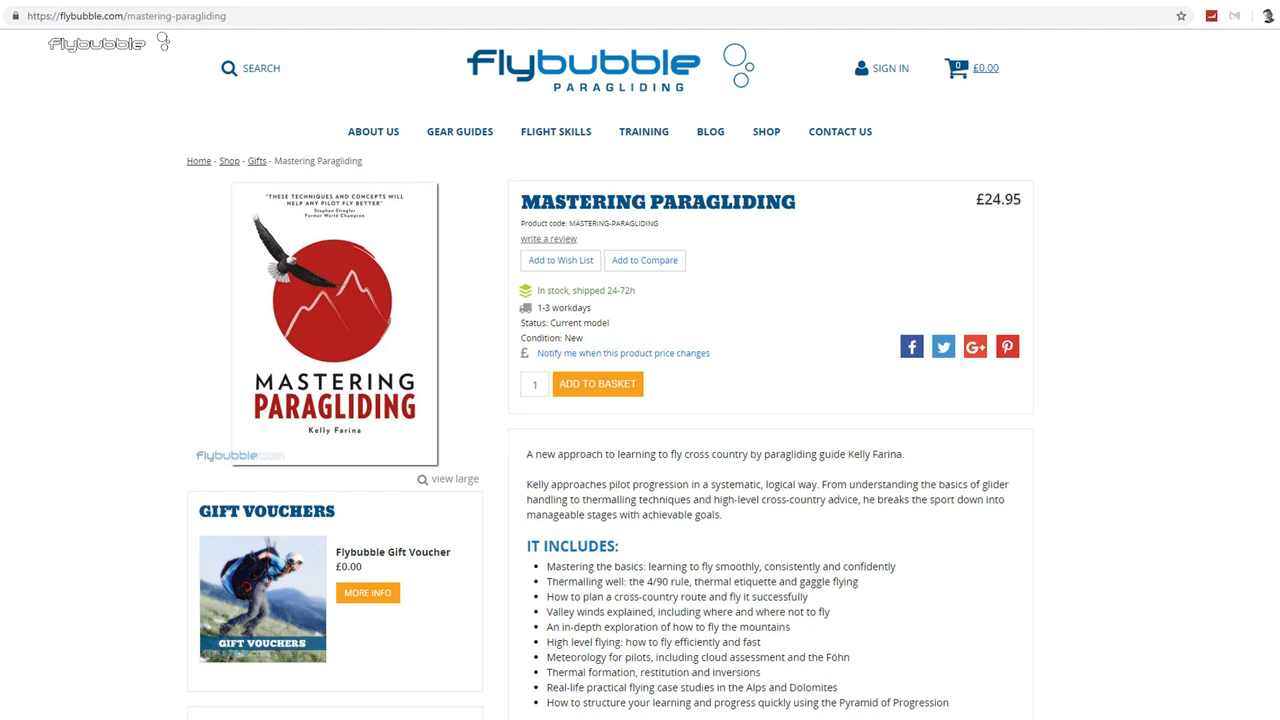 https://flybubble.com/mastering-paragliding
flybubble
SEARCH
flybubble
PARAGLIDING
SIGN IN
0
£0.00
ABOUT US
GEAR GUIDES
FLIGHT SKILLS
TRAINING
BLOG
SHOP
CONTACT US
Home - Shop - Gifts - Mastering Paragliding
"THESE TECHNIQUES AND CONCEPTS WILL
HELP ANY PILOT FLY BETTER"
Stephan Stiegler
Former World Champion
MASTERING
PARAGLIDING
Kelly Farina
flybubble.com
view large
MASTERING PARAGLIDING
£24.95
Product code: MASTERING-PARAGLIDING
write a review
Add to Wish List
Add to Compare
In stock, shipped 24-72h
1-3 workdays
Status: Current model
Condition: New
£ Notify me when this product price changes
1
ADD TO BASKET
A new approach to learning to fly cross country by paragliding guide Kelly Farina.
Kelly approaches pilot progression in a systematic, logical way. From understanding the basics of glider
handling to thermalling techniques and high-level cross-country advice, he breaks the sport down into
manageable stages with achievable goals.
IT INCLUDES:
Mastering the basics: learning to fly smoothly, consistently and confidently
Thermalling well: the 4/90 rule, thermal etiquette and gaggle flying
How to plan a cross-country route and fly it successfully
Valley winds explained, including where and where not to fly
An in-depth exploration of how to fly the mountains
High level flying: how to fly efficiently and fast
Meteorology for pilots, including cloud assessment and the Föhn
Thermal formation, restitution and inversions
Real-life practical flying case studies in the Alps and Dolomites
How to structure your learning and progress quickly using the Pyramid of Progression
GIFT VOUCHERS
Flybubble Gift Voucher
£0.00
MORE INFO
GIFT VOUCHERS